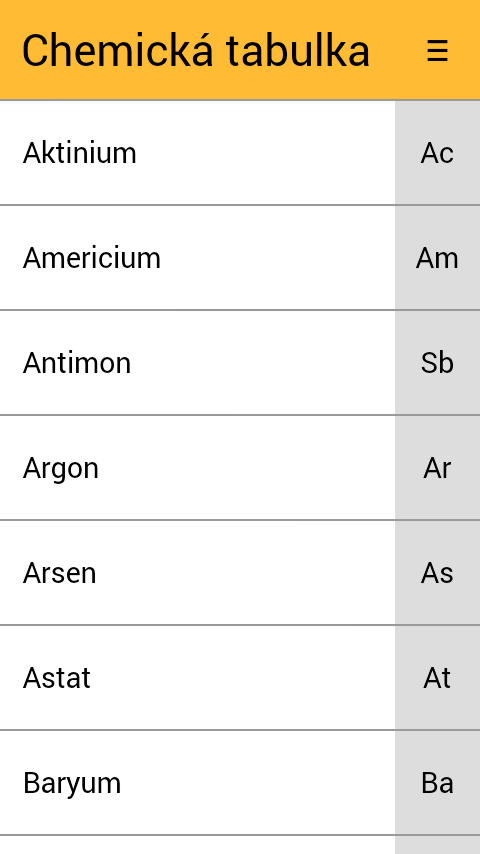 Chemická tabulka
Aktinium Ac
Americium Am
Antimon Sb
Argon Ar
Arsen As
Astat At
Baryum Ba